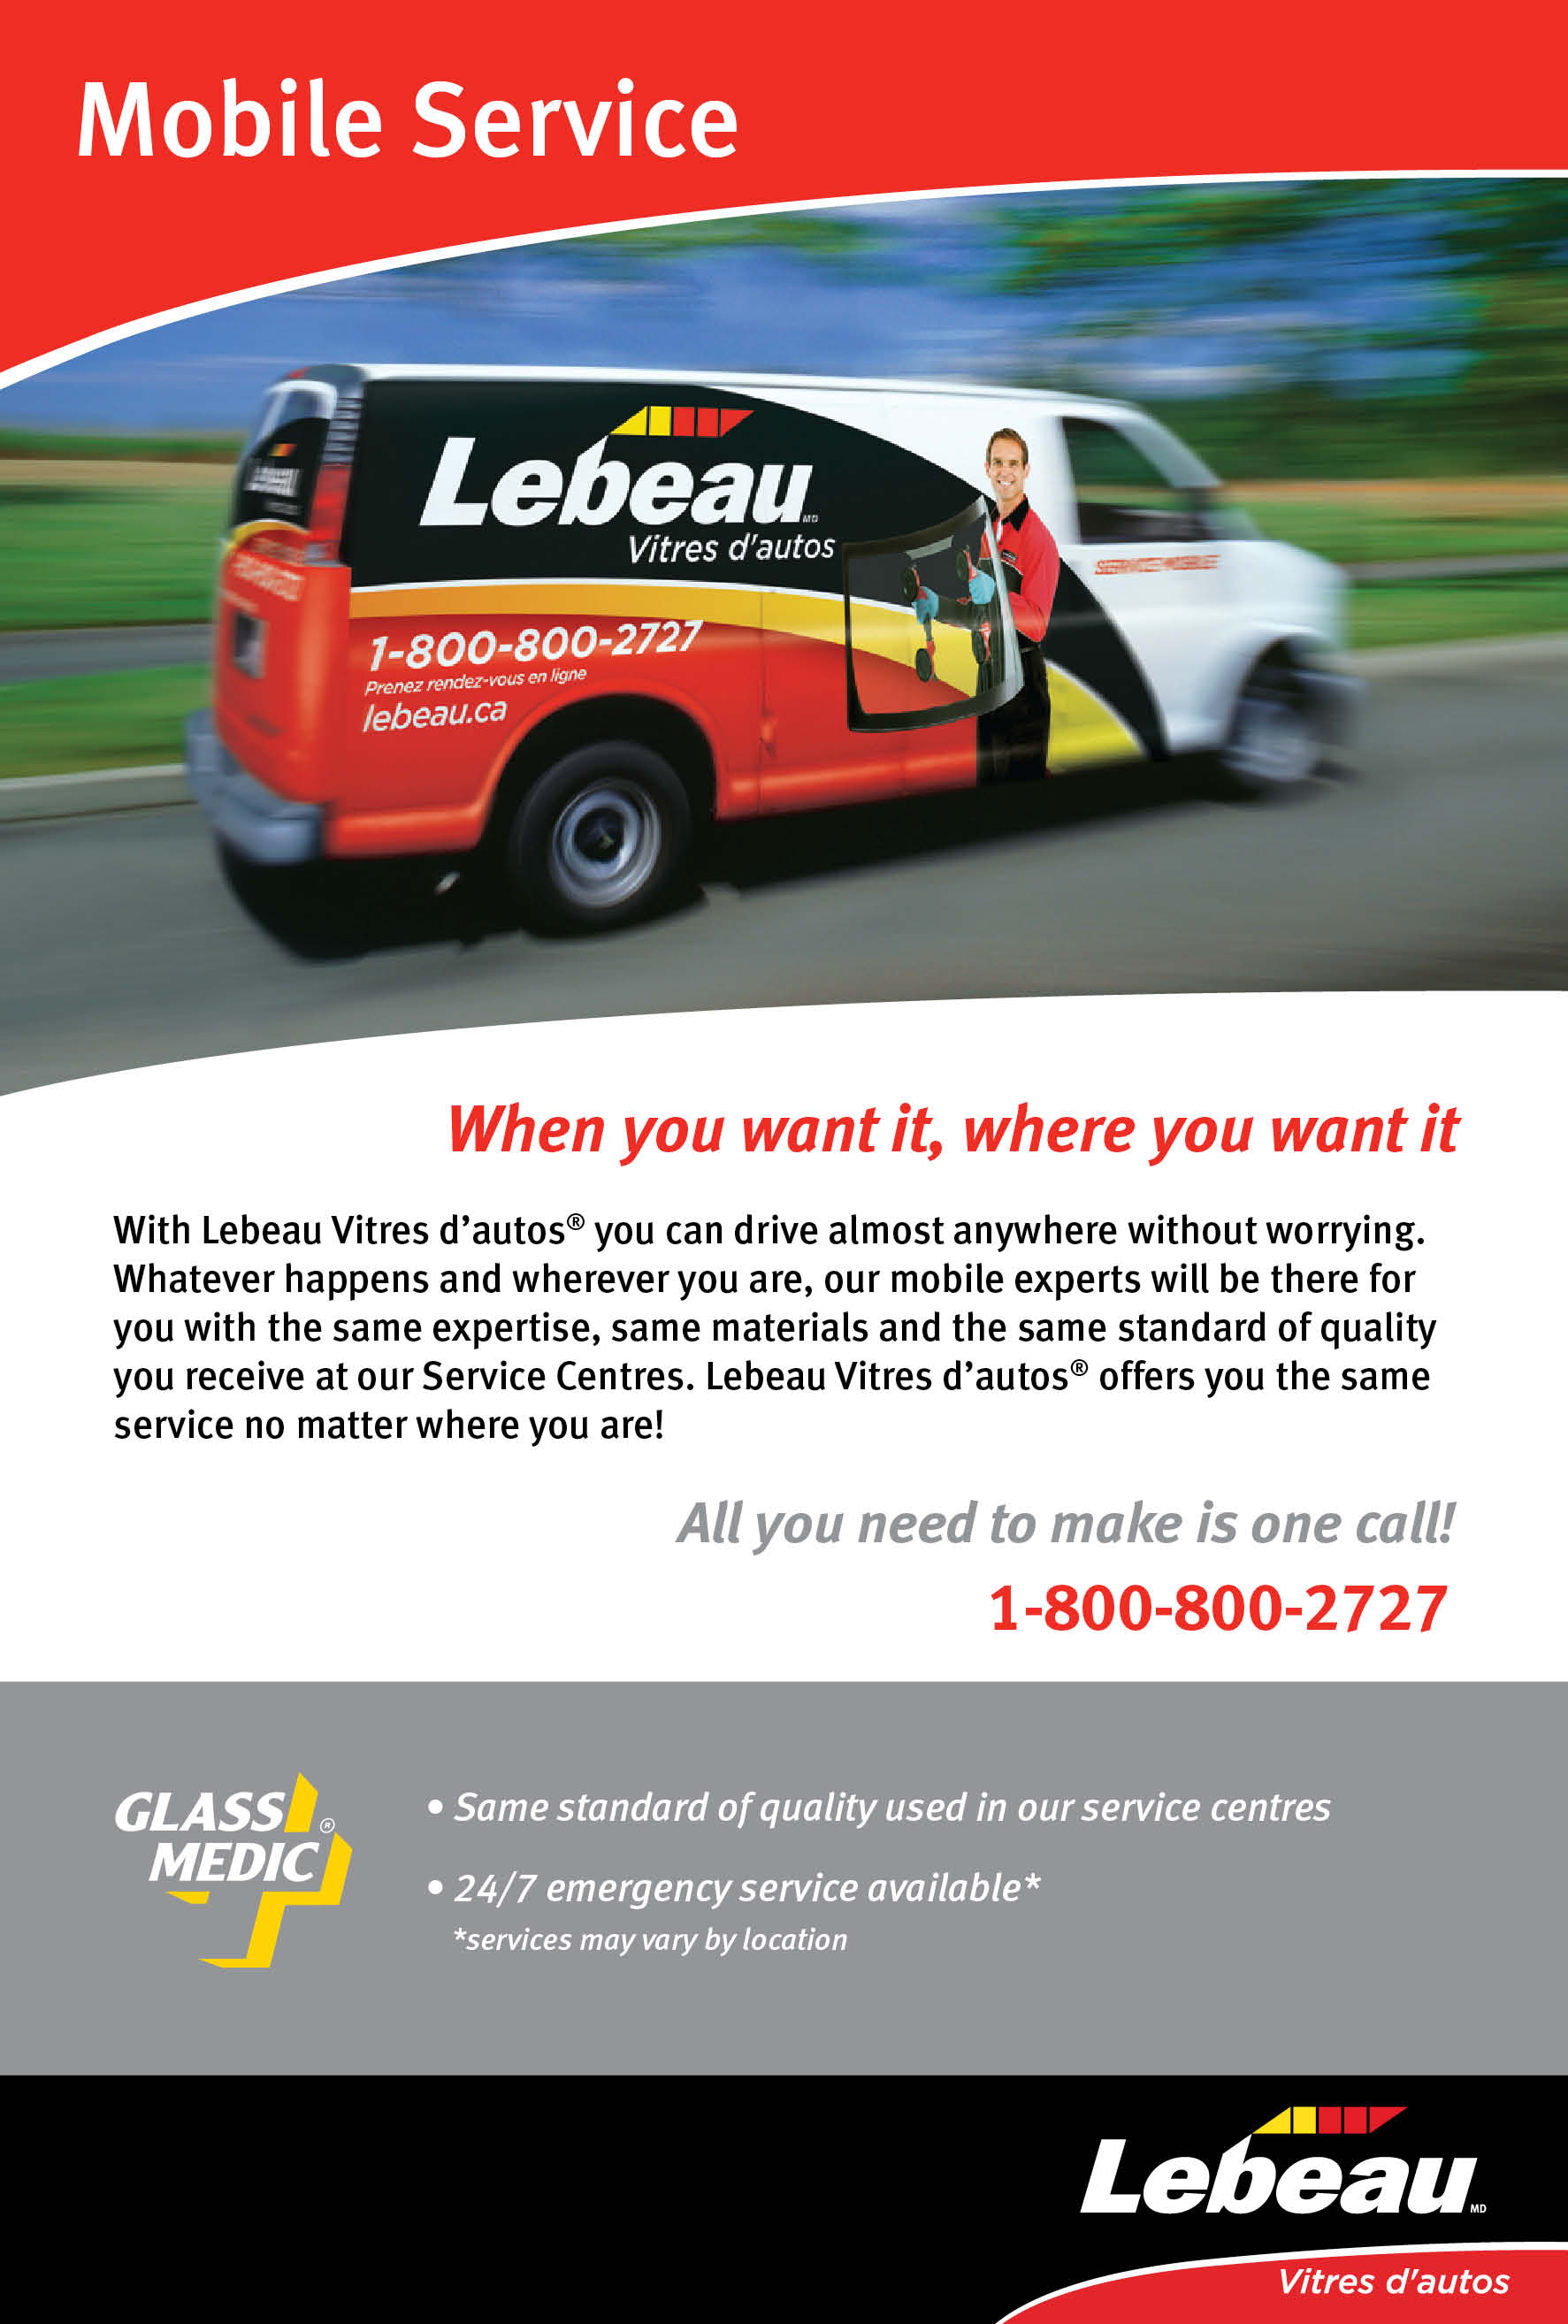 Mobile Service
Lebeau MD
Vitres d'autos
1-800-800-2727
Prenez rendez-vous en ligne
lebeau.ca
When you want it, where you want it
With Lebeau Vitres d’autos® you can drive almost anywhere without worrying.
Whatever happens and wherever you are, our mobile experts will be there for
you with the same expertise, same materials and the same standard of quality
you receive at our Service Centres. Lebeau Vitres d’autos® offers you the same
service no matter where you are!
All you need to make is one call!
1-800-800-2727
GLASS
MEDIC ®
• Same standard of quality used in our service centres
• 24/7 emergency service available*
*services may vary by location
Lebeau MD
Vitres d'autos